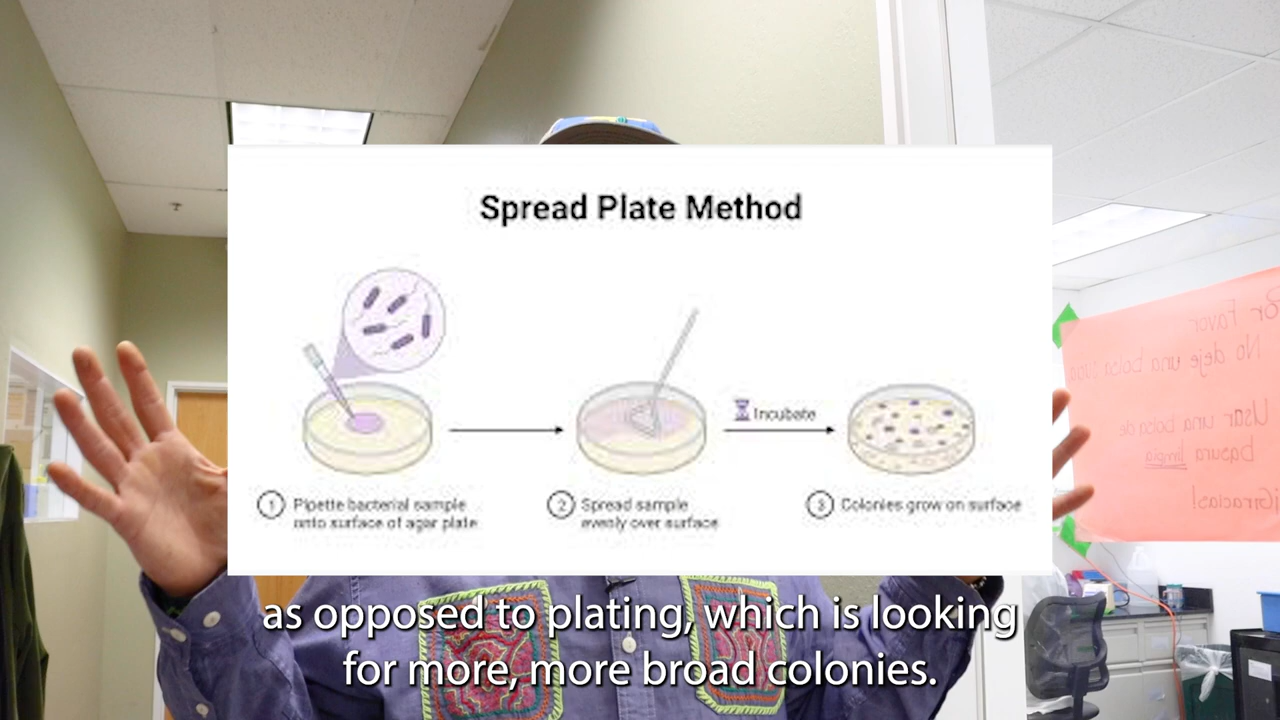 Spread Plate Method
Incubate
1 Pipette bacterial sample
onto surface of agar plate
2 Spread sample
evenly over surface
3 Colonies grow on surface
Por Favor
No deje una bolsa
Usar una bolsa de
basura limpia
¡Gracias!
as opposed to plating, which is looking
for more, more broad colonies.